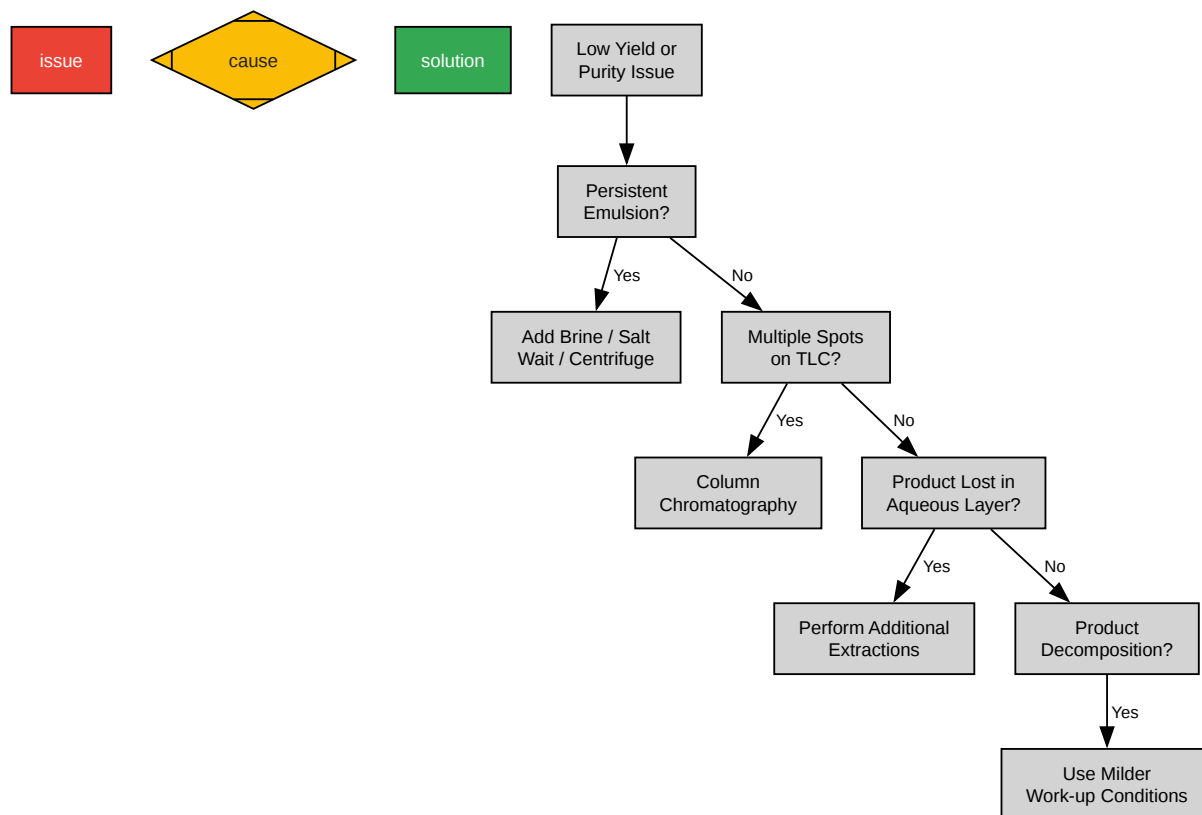 issue
cause
solution
Low Yield or
Purity Issue
Persistent
Emulsion?
Yes
No
Add Brine / Salt
Wait / Centrifuge
Multiple Spots
on TLC?
Yes
No
Column
Chromatography
Product Lost in
Aqueous Layer?
Yes
No
Perform Additional
Extractions
Product
Decomposition?
Yes
Use Milder
Work-up Conditions